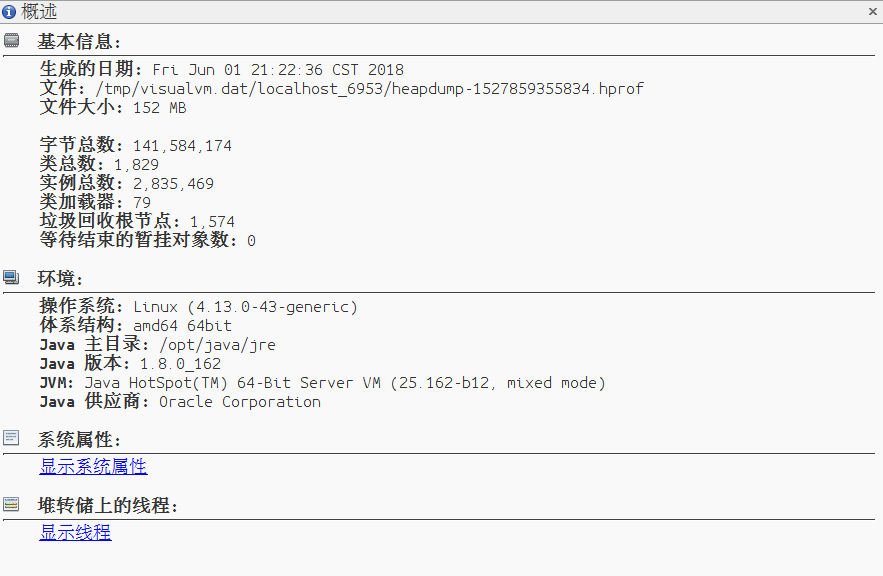 概述
基本信息：
生成的日期：Fri Jun 01 21:22:36 CST 2018
文件：/tmp/visualvm.dat/localhost_6953/heapdump-1527859355834.hprof
文件大小：152 MB
字节总数：141,584,174
类总数：1,829
实例总数：2,835,469
类加载器：79
垃圾回收根节点：1,574
等待结束的暂挂对象数：0
环境：
操作系统：Linux (4.13.0-43-generic)
体系结构：amd64 64bit
Java 主目录：/opt/java/jre
Java 版本：1.8.0_162
JVM: Java HotSpot(TM) 64-Bit Server VM (25.162-b12, mixed mode)
Java 供应商：Oracle Corporation
系统属性：
显示系统属性
堆转储上的线程：
显示线程